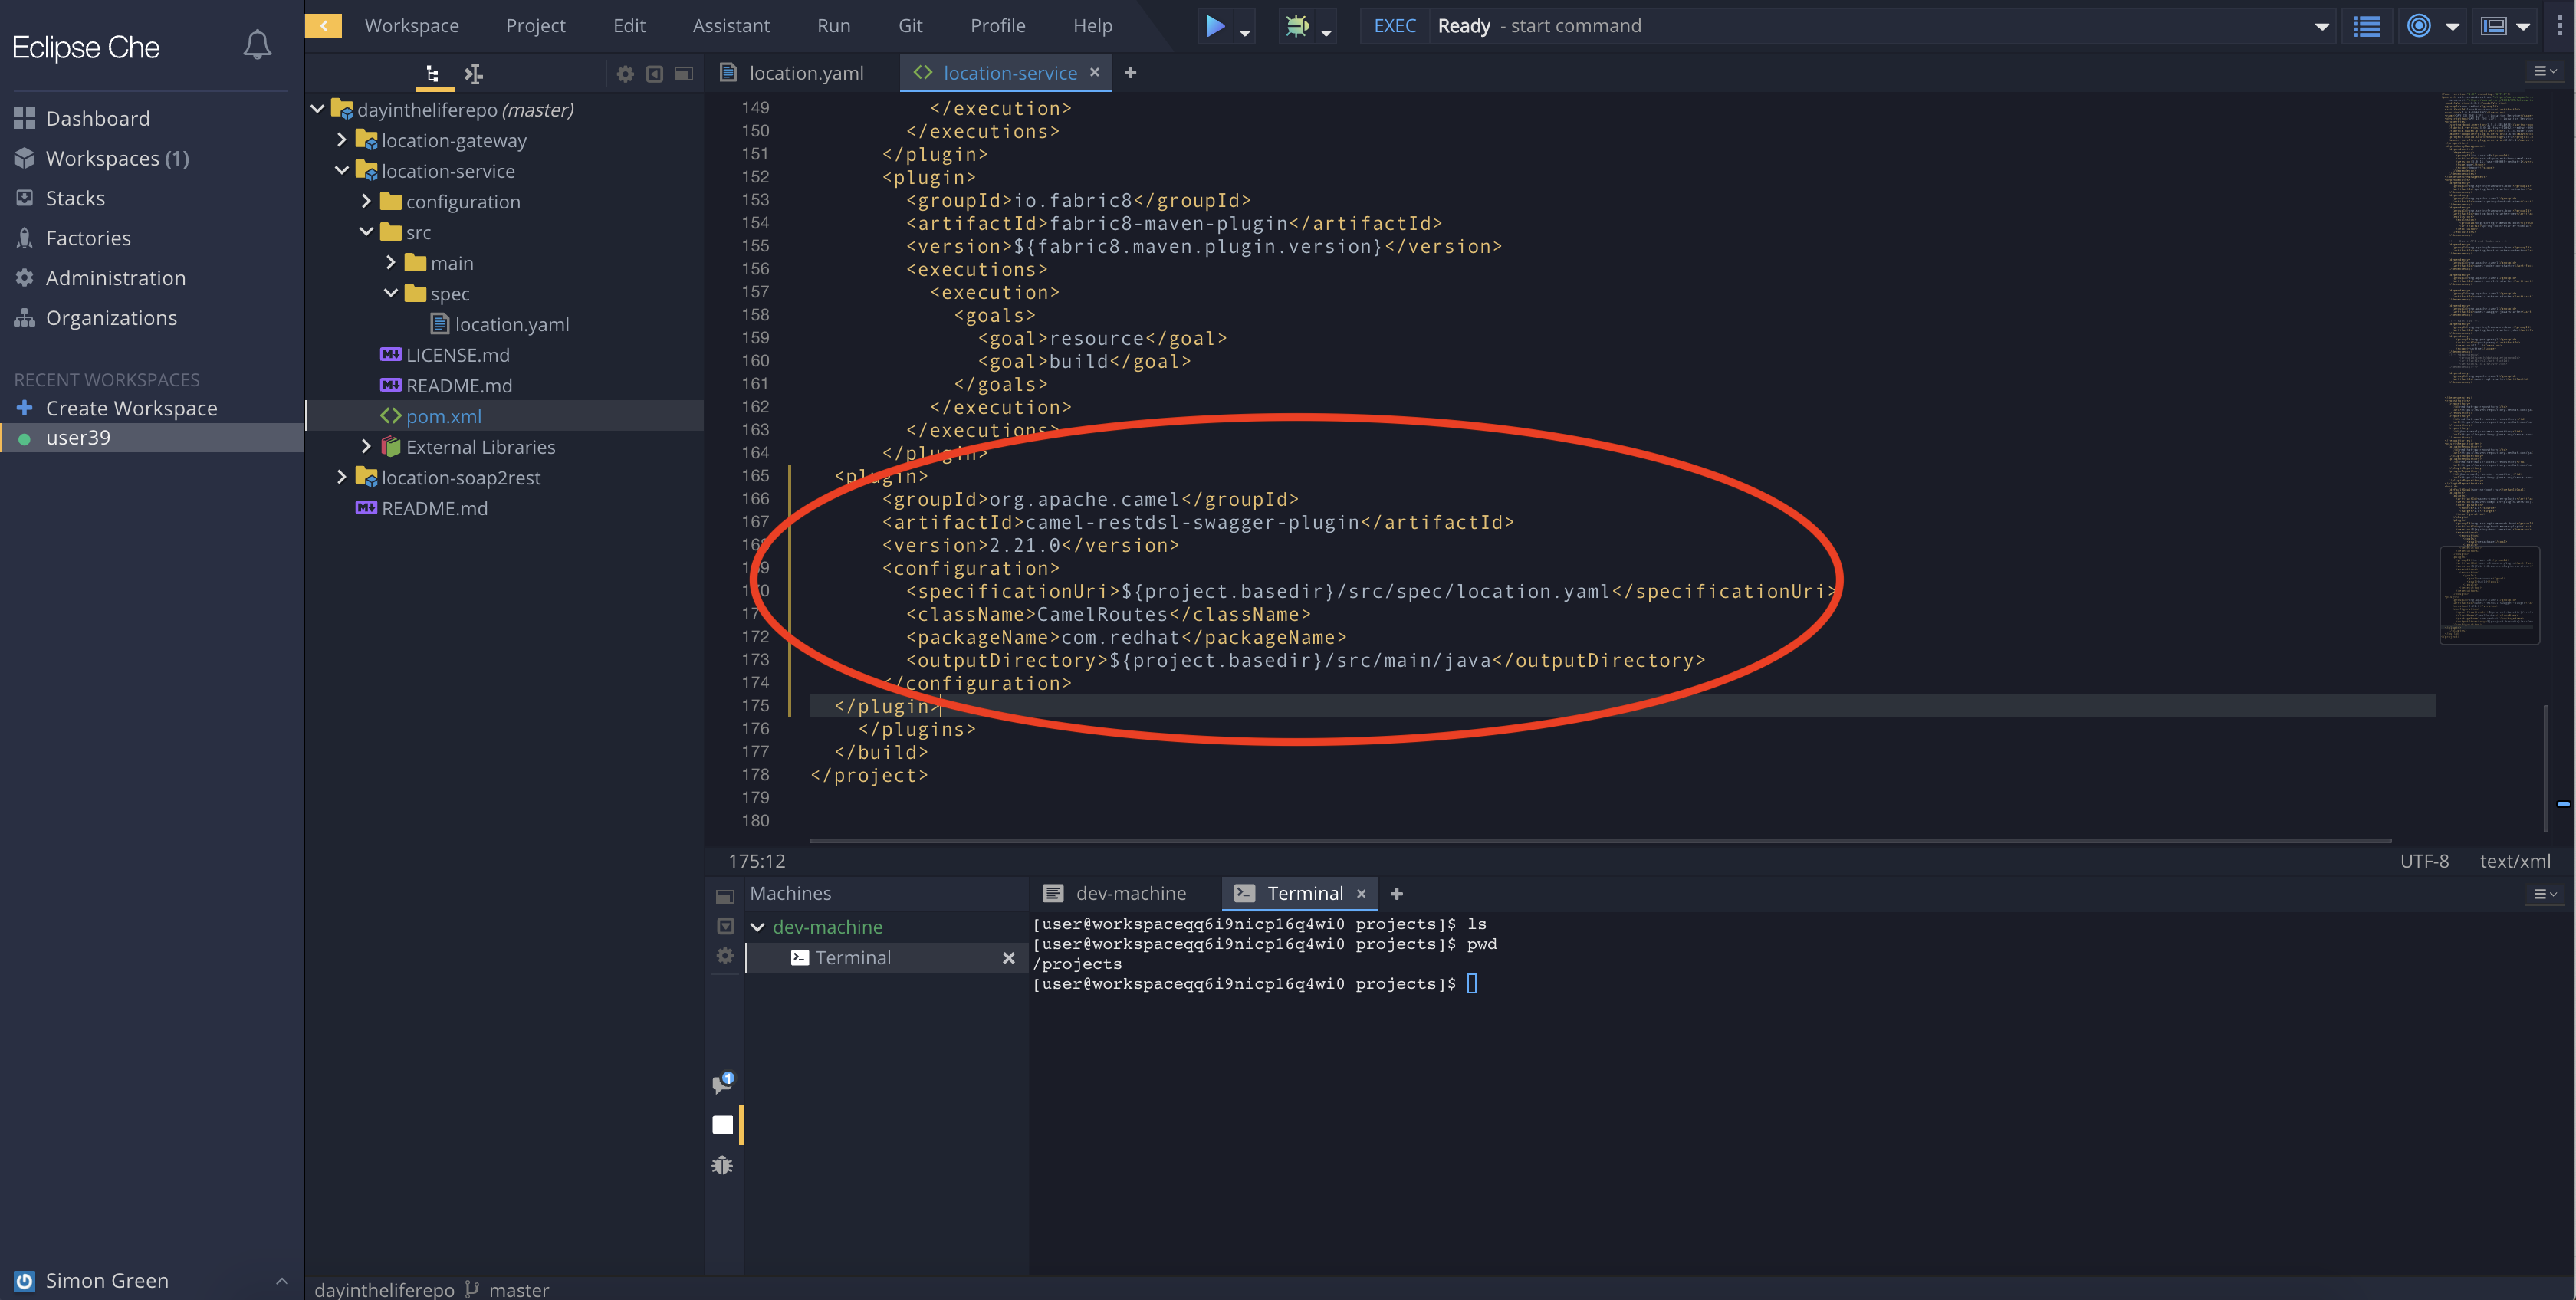 Eclipse Che
Dashboard
Workspaces (1)
Stacks
Factories
Administration
Organizations
RECENT WORKSPACES
Create Workspace
user39
Simon Green
Workspace Project Edit Assistant Run Git Profile Help
EXEC Ready - start command
dayintheliferepo (master)
location-gateway
location-service
configuration
src
main
spec
location.yaml
LICENSE.md
README.md
pom.xml
External Libraries
location-soap2rest
README.md
location.yaml location-service × +
149 </execution>
150 </executions>
151 </plugin>
152 <plugin>
153 <groupId>io.fabric8</groupId>
154 <artifactId>fabric8-maven-plugin</artifactId>
155 <version>${fabric8.maven.plugin.version}</version>
156 <executions>
157 <execution>
158 <goals>
159 <goal>resource</goal>
160 <goal>build</goal>
161 </goals>
162 </execution>
163 </executions>
164 </plugin>
165 <plugin>
166 <groupId>org.apache.camel</groupId>
167 <artifactId>camel-restdsl-swagger-plugin</artifactId>
168 <version>2.21.0</version>
169 <configuration>
170 <specificationUri>${project.basedir}/src/spec/location.yaml</specificationUri>
171 <className>CamelRoutes</className>
172 <packageName>com.redhat</packageName>
173 <outputDirectory>${project.basedir}/src/main/java</outputDirectory>
174 </configuration>
175 </plugin>
176 </plugins>
177 </build>
178 </project>
179
180
175:12 UTF-8 text/xml
Machines
dev-machine
Terminal
1
dev-machine Terminal × +
[user@workspaceqq6i9nicp16q4wi0 projects]$ ls
[user@workspaceqq6i9nicp16q4wi0 projects]$ pwd
/projects
[user@workspaceqq6i9nicp16q4wi0 projects]$
dayintheliferepo master